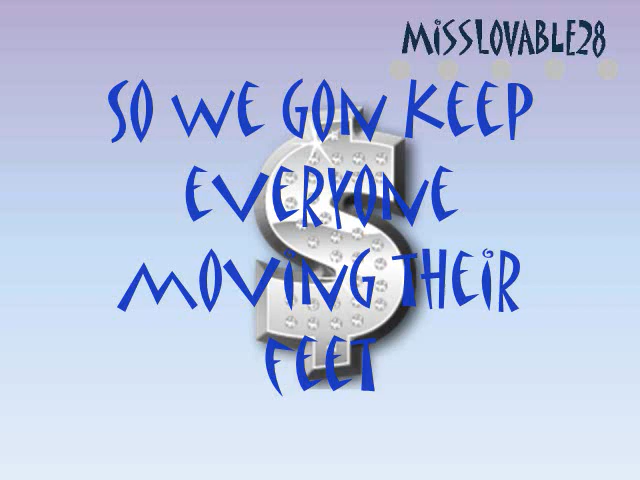 MISSLOVABLE28
SO WE GON KEEP
EVERYONE
MOVING THEIR
FEET